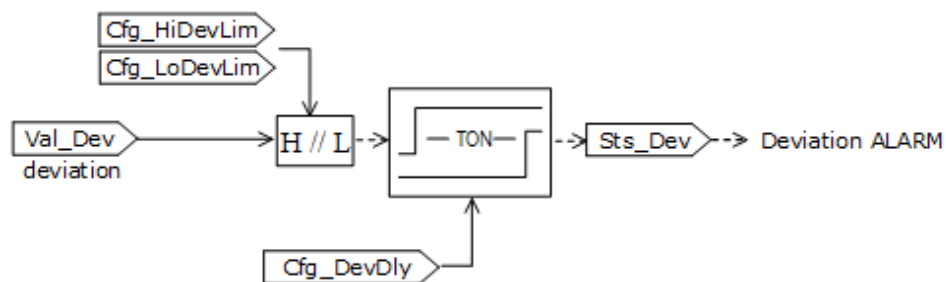 Cfg_HiDevLim
Cfg_LoDevLim
Val_Dev
deviation
H // L
TON
Sts_Dev
Deviation ALARM
Cfg_DevDly